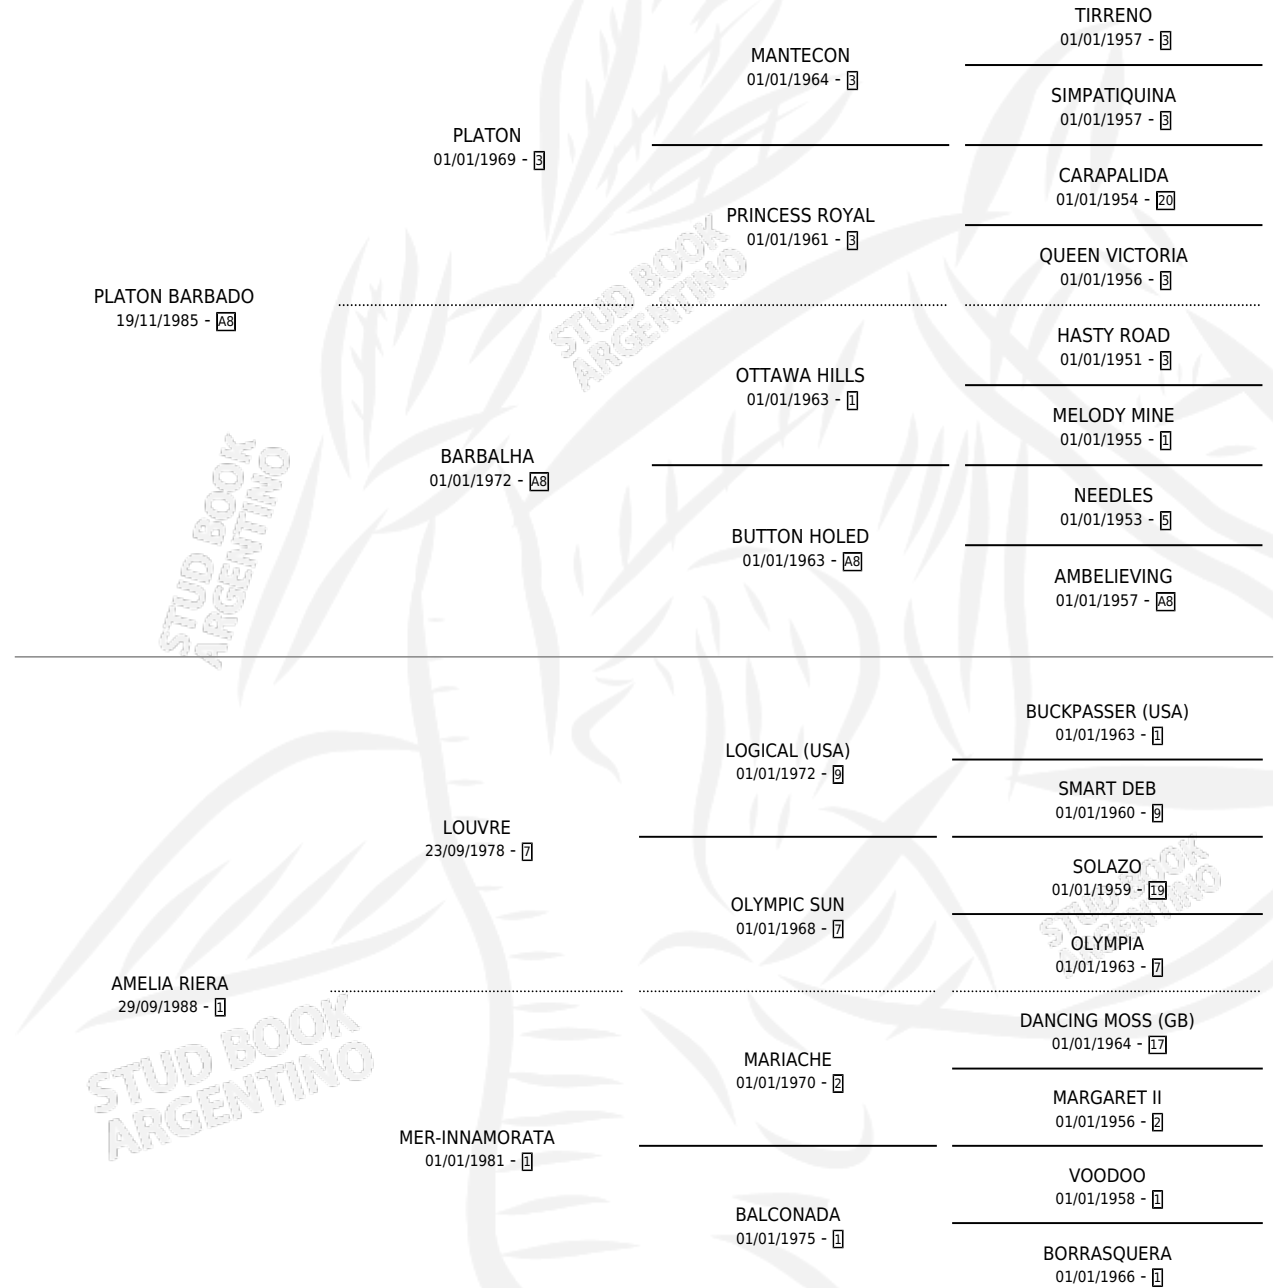 TIRRENO
01/01/1957 - 3
MANTECON
01/01/1964 - 3
SIMPATIQUINA
01/01/1957 - 3
PLATON
01/01/1969 - 3
CARAPALIDA
01/01/1954 - 20
PRINCESS ROYAL
01/01/1961 - 3
QUEEN VICTORIA
01/01/1956 - 3
PLATON BARBADO
19/11/1985 - A8
HASTY ROAD
01/01/1951 - 3
OTTAWA HILLS
01/01/1963 - 1
MELODY MINE
01/01/1955 - 1
BARBALHA
01/01/1972 - A8
NEEDLES
01/01/1953 - 5
BUTTON HOLED
01/01/1963 - A8
AMBELIEVING
01/01/1957 - A8
BUCKPASSER (USA)
01/01/1963 - 1
LOGICAL (USA)
01/01/1972 - 9
SMART DEB
01/01/1960 - 9
LOUVRE
23/09/1978 - 7
SOLAZO
01/01/1959 - 19
OLYMPIC SUN
01/01/1968 - 7
OLYMPIA
01/01/1963 - 7
AMELIA RIERA
29/09/1988 - 1
DANCING MOSS (GB)
01/01/1964 - 17
MARIACHE
01/01/1970 - 2
MARGARET II
01/01/1956 - 2
MER-INNAMORATA
01/01/1981 - 1
VOODOO
01/01/1958 - 1
BALCONADA
01/01/1975 - 1
BORRASQUERA
01/01/1966 - 1
STUD BOOK
ARGENTINO
STUD BOOK
ARGENTINO
STUD BOOK
ARGENTINO
STUD BOOK
ARGENTINO